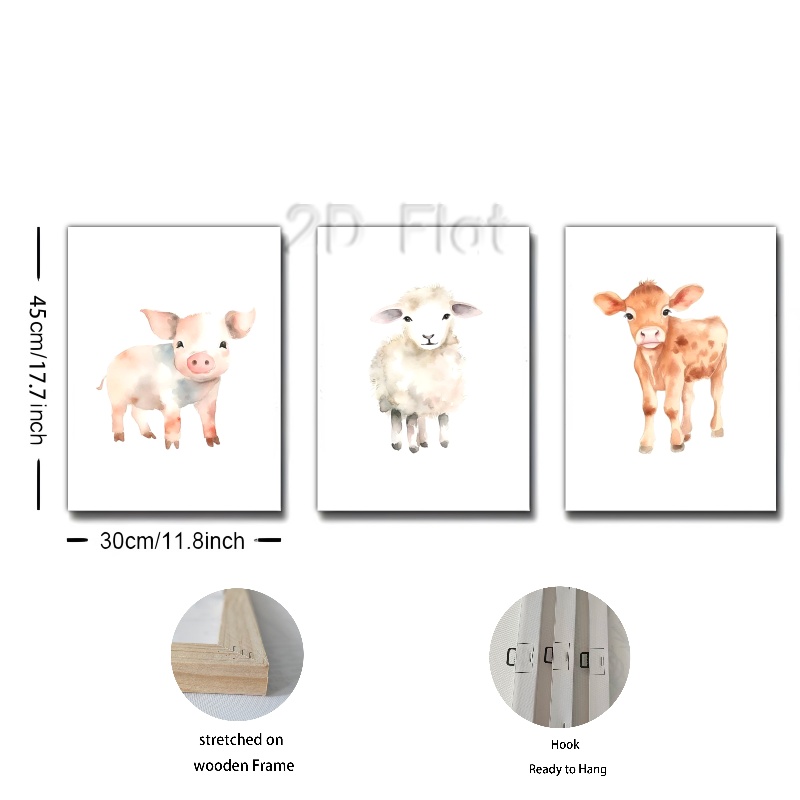 2D Flat
45cm/17.7inch
30cm/11.8inch
stretched on
wooden Frame
Hook
Ready to Hang